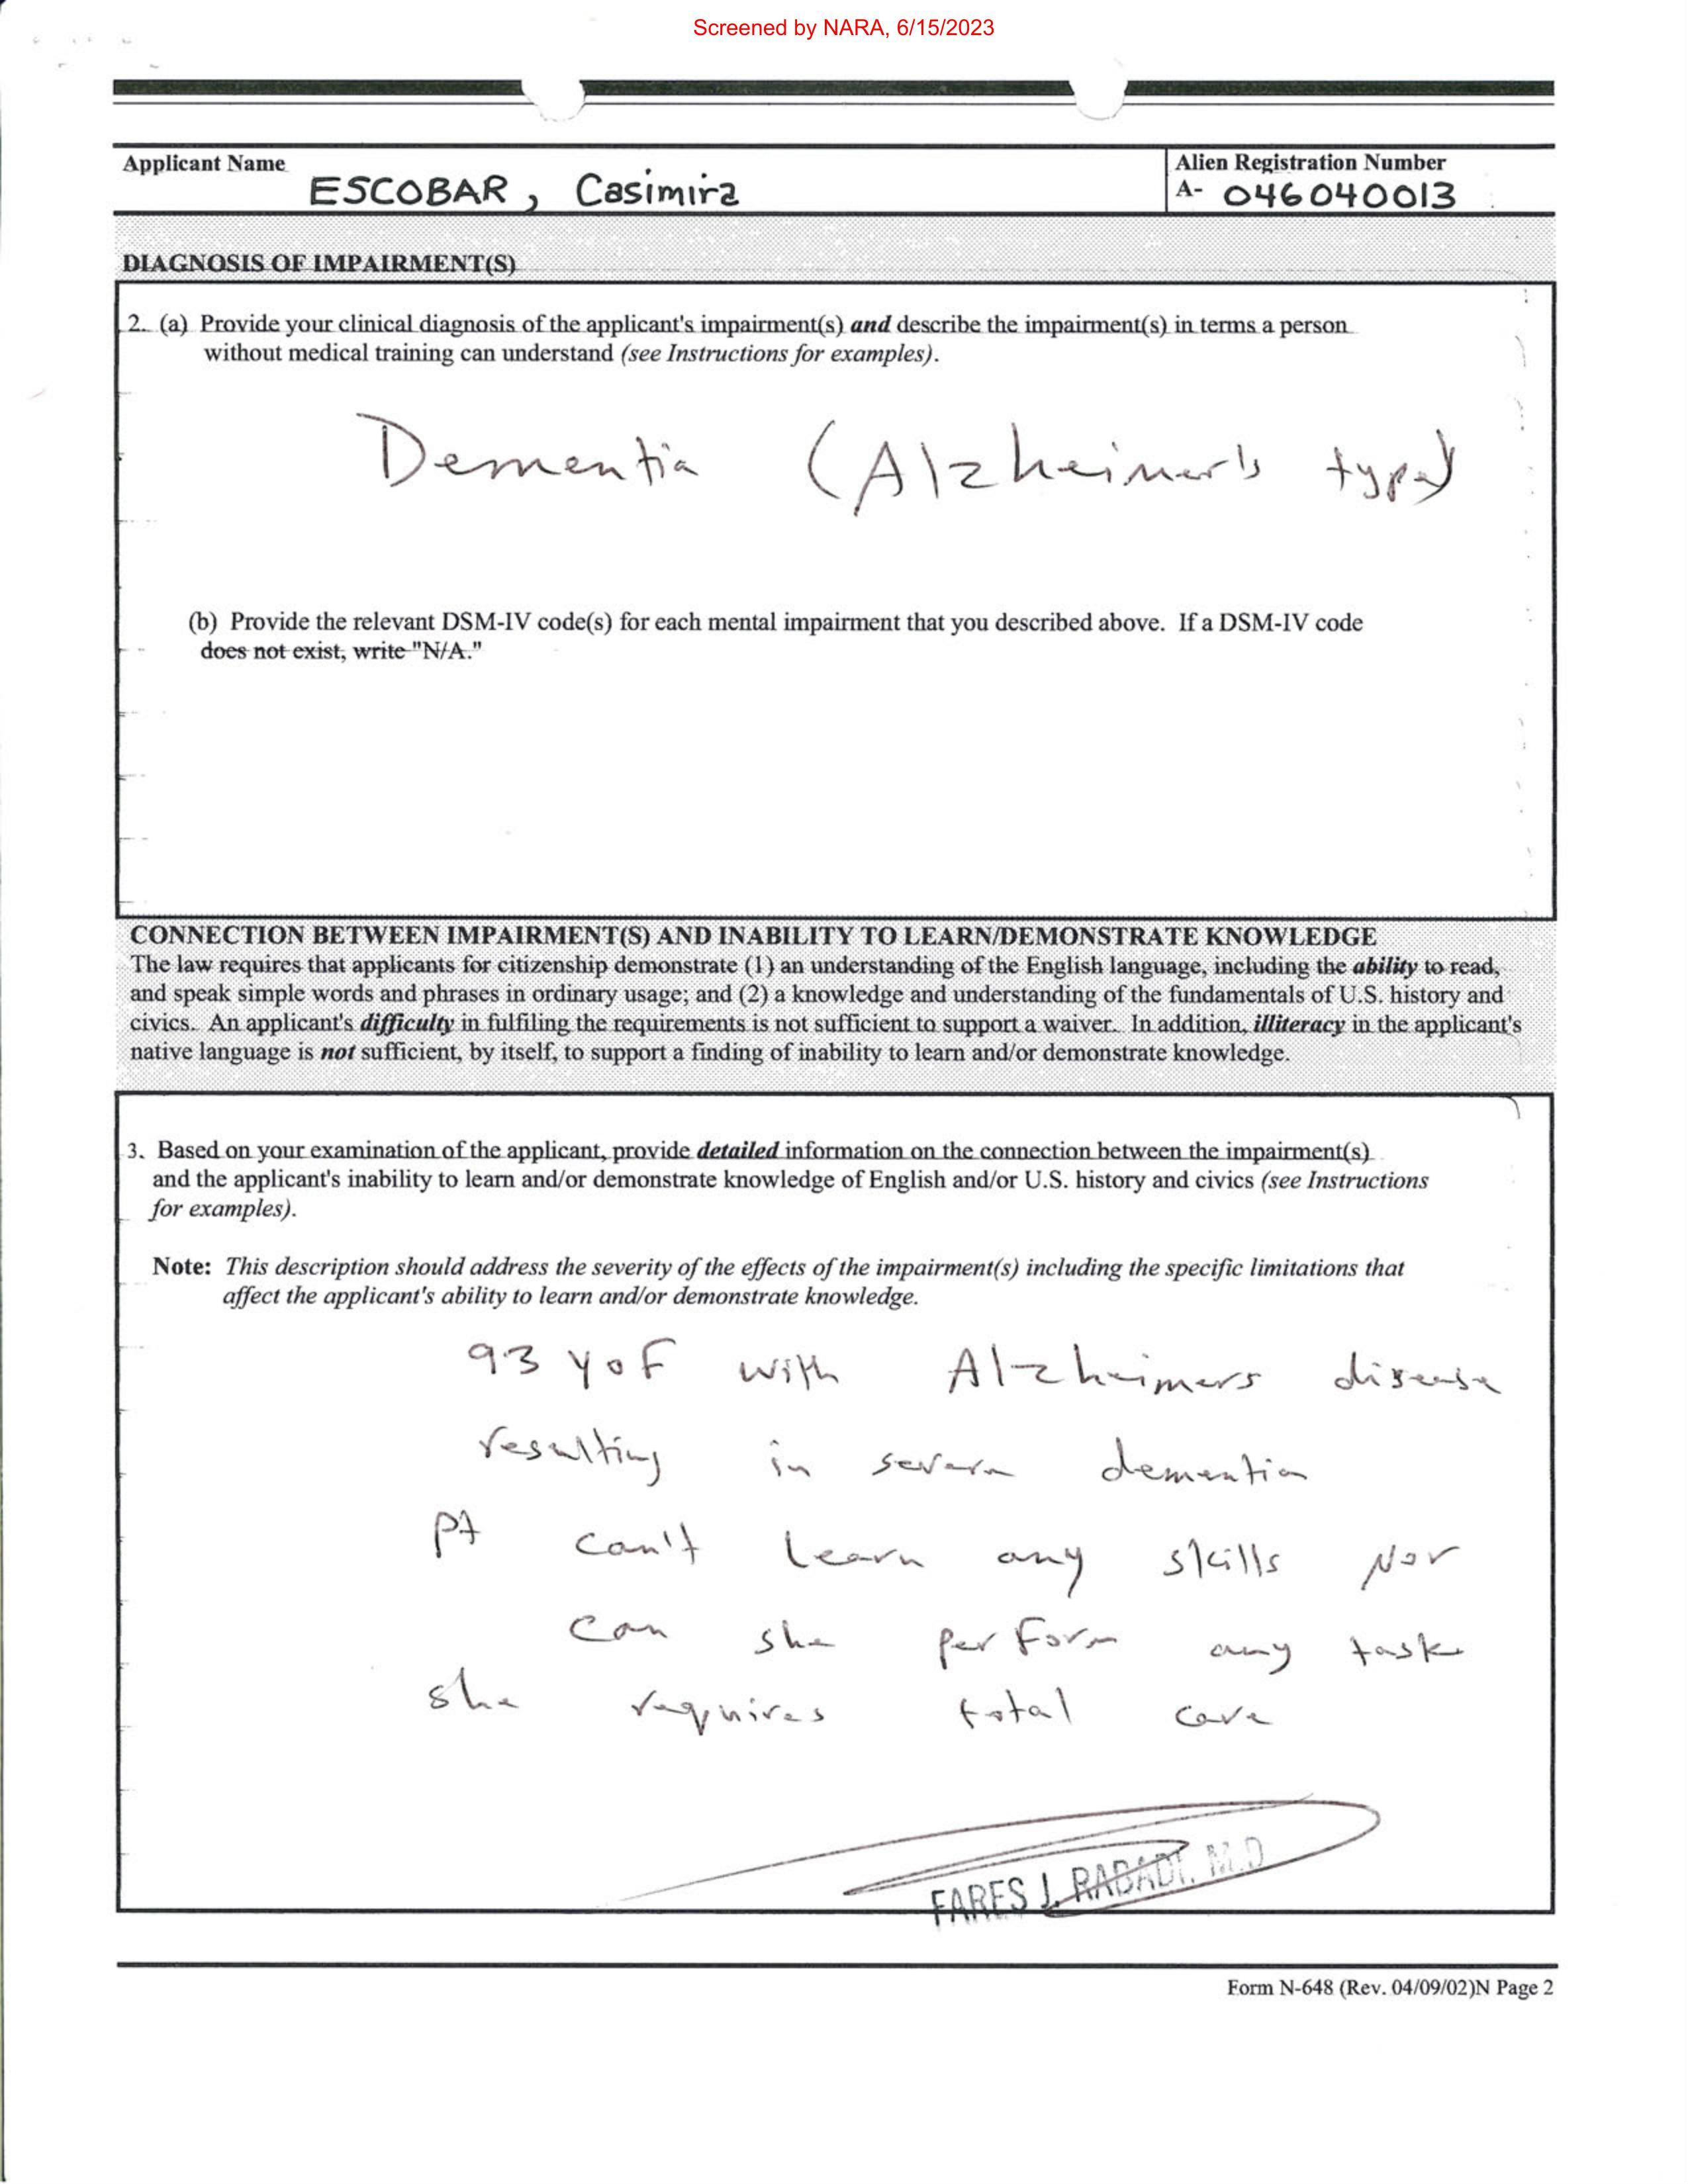 Screened by NARA, 6/15/2023
Applicant Name
ESCOBAR, Casimira
Alien Registration Number
A- 046040013
DIAGNOSIS OF IMPAIRMENT(S)
2. (a) Provide your clinical diagnosis of the applicant's impairment(s) and describe the impairment(s) in terms a person
without medical training can understand (see Instructions for examples).
Dementia (Alzheimer's type)
(b) Provide the relevant DSM-IV code(s) for each mental impairment that you described above. If a DSM-IV code
does not exist, write "N/A."
CONNECTION BETWEEN IMPAIRMENT(S) AND INABILITY TO LEARN/DEMONSTRATE KNOWLEDGE
The law requires that applicants for citizenship demonstrate (1) an understanding of the English language, including the ability to read,
and speak simple words and phrases in ordinary usage; and (2) a knowledge and understanding of the fundamentals of U.S. history and
civics. An applicant's difficulty in fulfiling the requirements is not sufficient to support a waiver. In addition, illiteracy in the applicant's
native language is not sufficient, by itself, to support a finding of inability to learn and/or demonstrate knowledge.
3. Based on your examination of the applicant, provide detailed information on the connection between the impairment(s)
and the applicant's inability to learn and/or demonstrate knowledge of English and/or U.S. history and civics (see Instructions
for examples).
Note: This description should address the severity of the effects of the impairment(s) including the specific limitations that
affect the applicant's ability to learn and/or demonstrate knowledge.
93 yoF with Alzheimers disease
resulting in severe dementia
Pt can't learn any skills Nor
can she perform any task
she requires total care
FARES J. RABADI, M.D
Form N-648 (Rev. 04/09/02)N Page 2